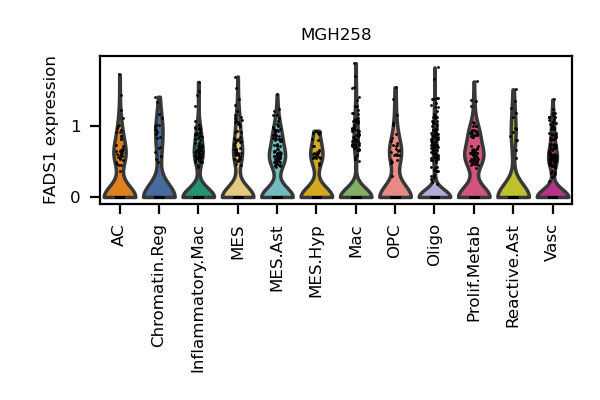 MGH258
FADS1 expression
1
0
AC
Chromatin.Reg
Inflammatory.Mac
MES
MES.Ast
MES.Hyp
Mac
OPC
Oligo
Prolif.Metab
Reactive.Ast
Vasc